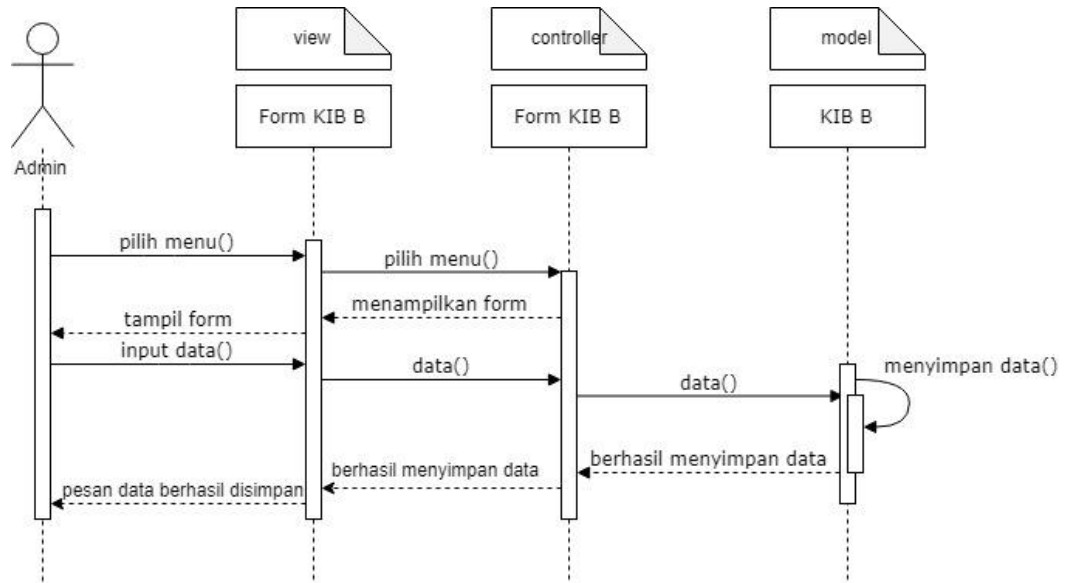 view
controller
model
Form KIB B
Form KIB B
KIB B
Admin
pilih menu()
pilih menu()
menampilkan form
tampil form
input data()
data()
data()
menyimpan data()
berhasil menyimpan data
berhasil menyimpan data
pesan data berhasil disimpan